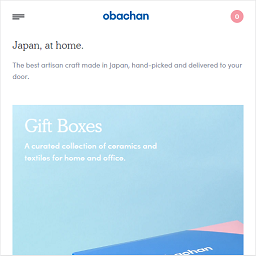 obachan
0
Japan, at home.
The best artisan craft made in Japan, hand-picked and delivered to your
door.
Gift Boxes
A curated collection of ceramics and
textiles for home and office.
obachan